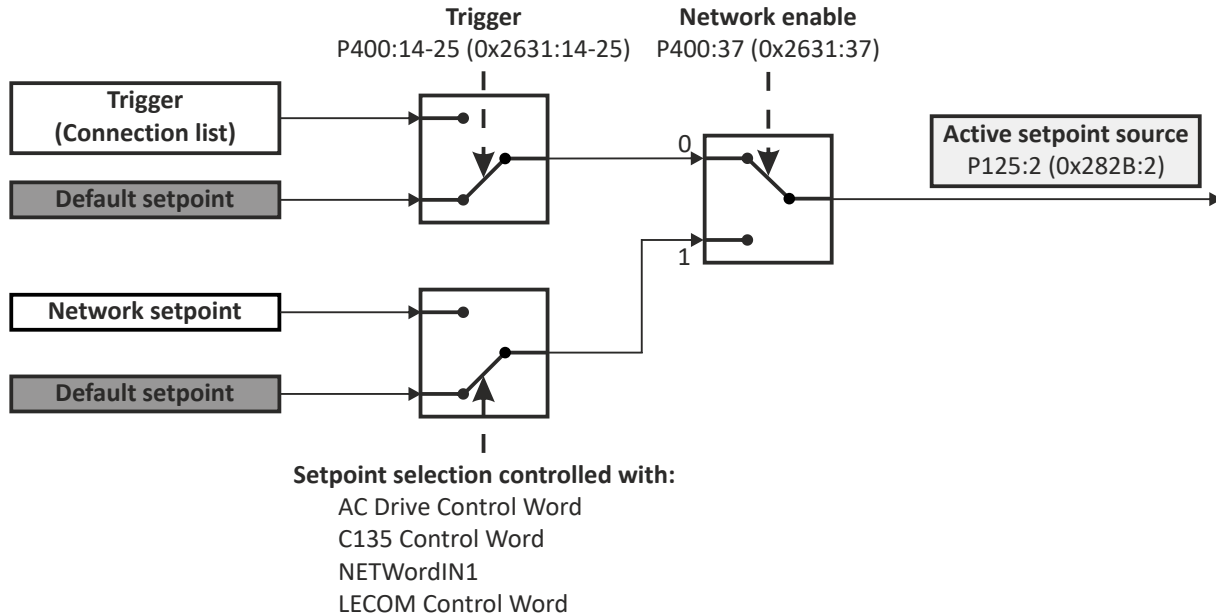 Trigger
P400:14-25 (0x2631:14-25)
Network enable
P400:37 (0x2631:37)
Trigger
(Connection list)
Default setpoint
0
1
Active setpoint source
P125:2 (0x282B:2)
Network setpoint
Default setpoint
Setpoint selection controlled with:
AC Drive Control Word
C135 Control Word
NETWordIN1
LECOM Control Word